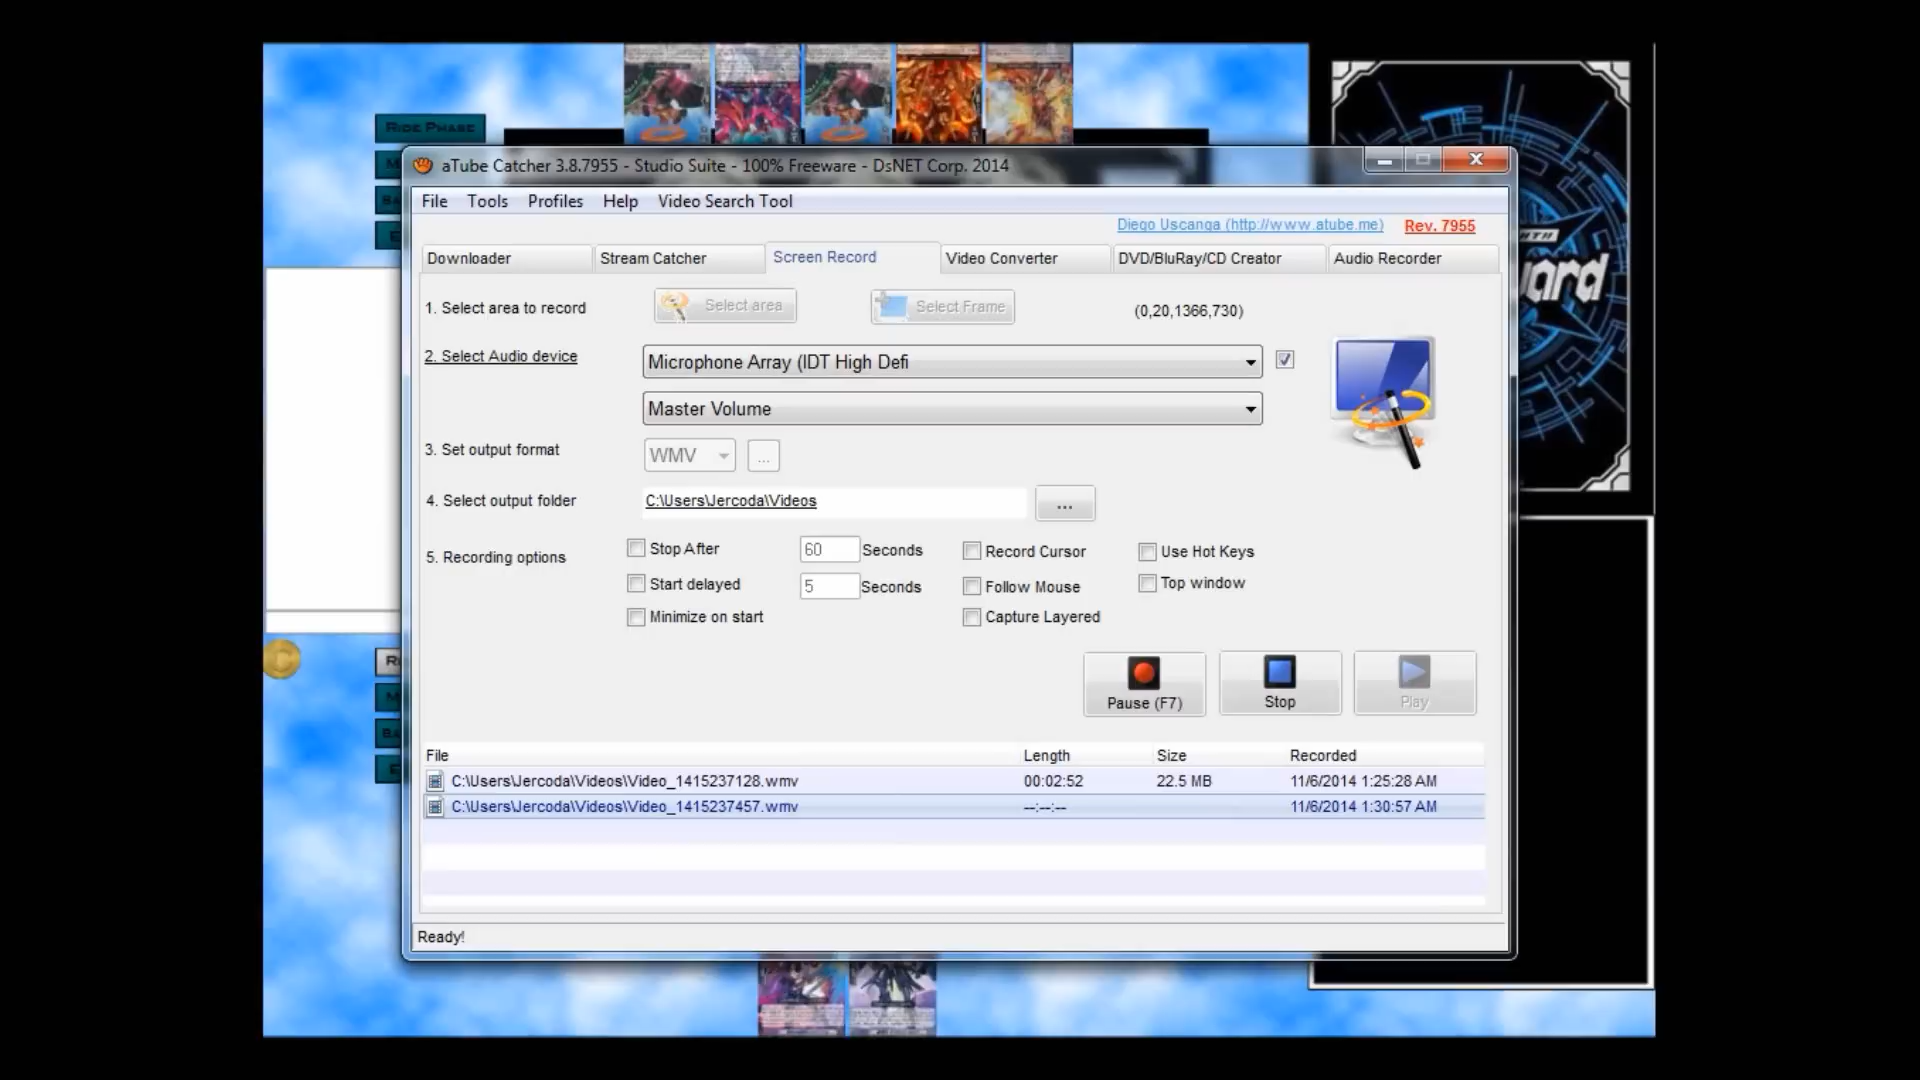 Ride Phase
aTube Catcher 3.8.7955 - Studio Suite - 100% Freeware - DsNET Corp. 2014
File Tools Profiles Help Video Search Tool
Diego Uscanga (http://www.atube.me) Rev. 7955
Downloader Stream Catcher Screen Record Video Converter DVD/BluRay/CD Creator Audio Recorder
1. Select area to record Select area Select Frame (0,20,1366,730)
2. Select Audio device Microphone Array (IDT High Defi
Master Volume
3. Set output format WMV ...
4. Select output folder C:\Users\Jercoda\Videos ...
5. Recording options
Stop After 60 Seconds Record Cursor Use Hot Keys
Start delayed 5 Seconds Follow Mouse Top window
Minimize on start Capture Layered
Pause (F7) Stop Play
File Length Size Recorded
C:\Users\Jercoda\Videos\Video_1415237128.wmv 00:02:52 22.5 MB 11/6/2014 1:25:28 AM
C:\Users\Jercoda\Videos\Video_1415237457.wmv --:--:-- 11/6/2014 1:30:57 AM
Ready!